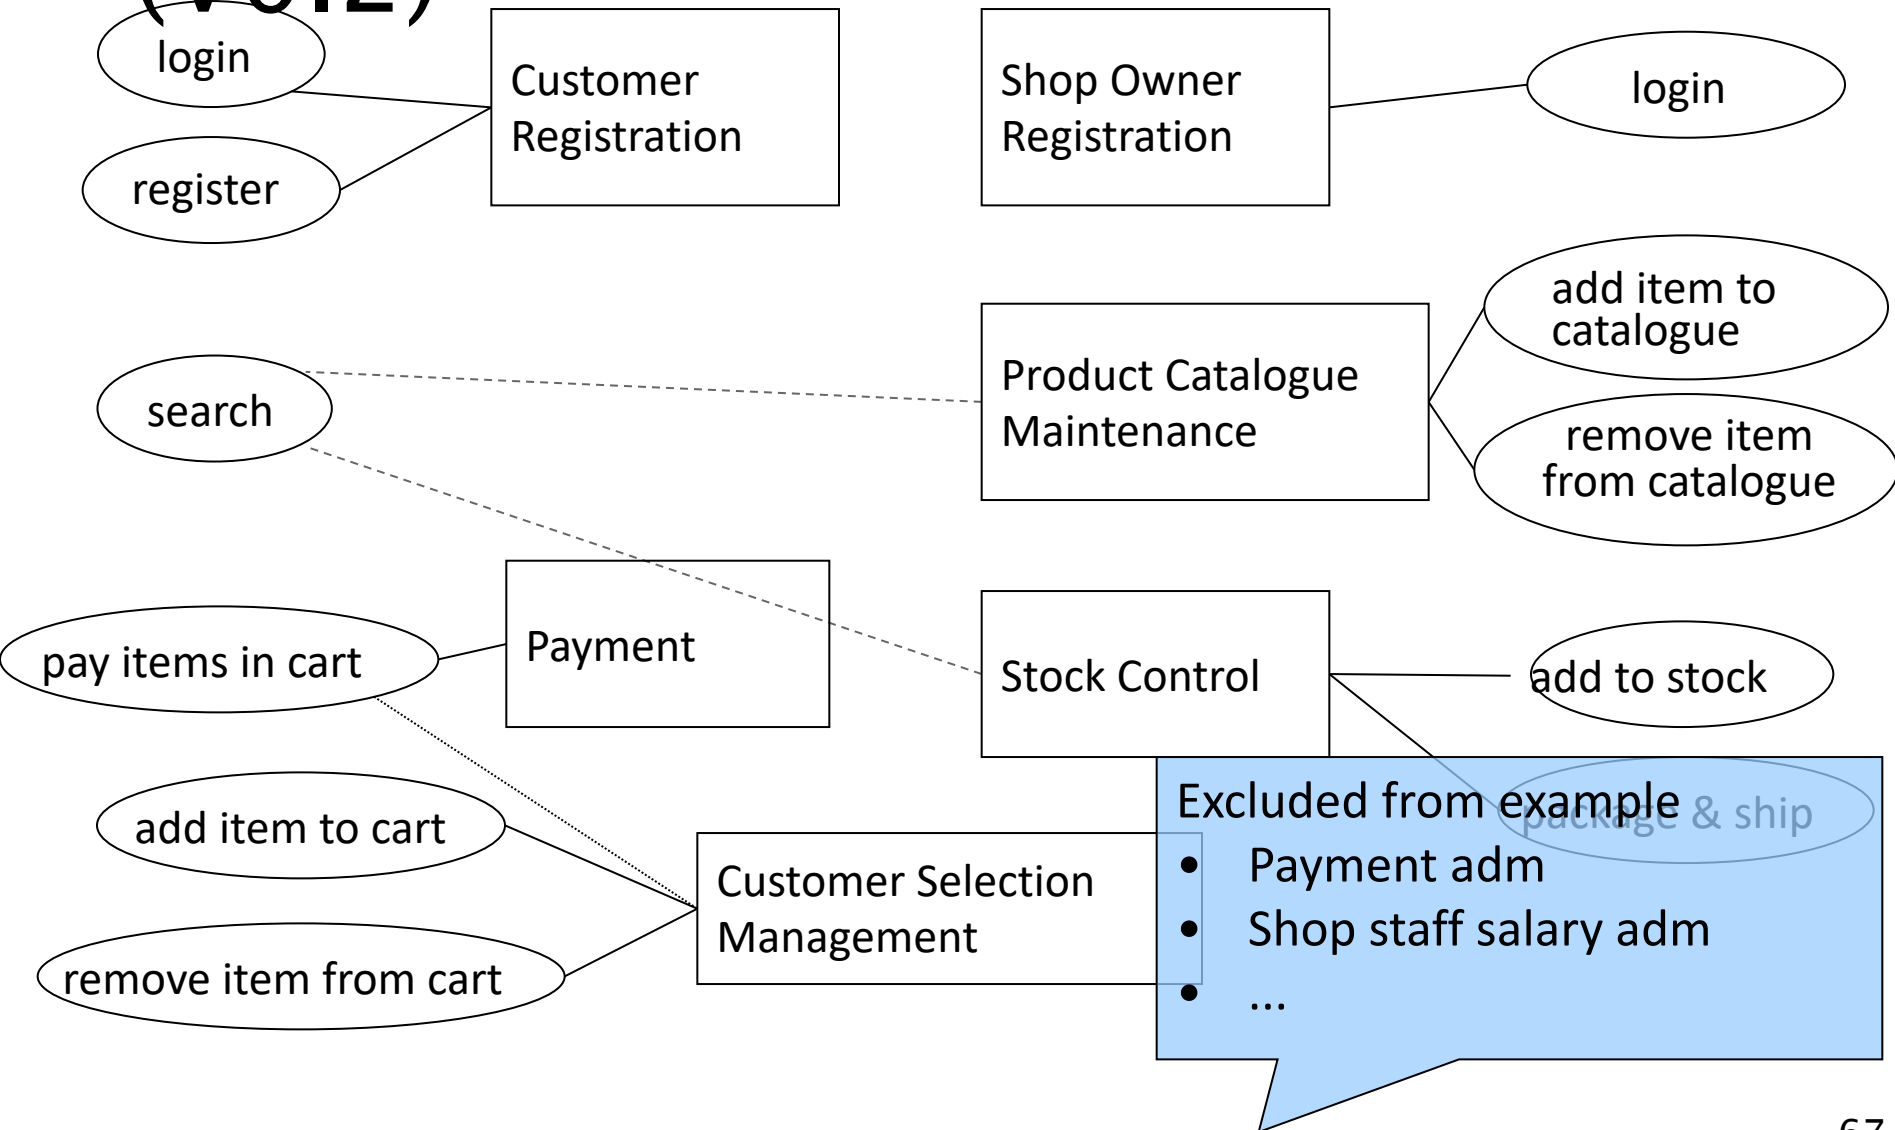 login
Customer
Registration
Shop Owner
Registration
login
register
add item to
catalogue
search
Product Catalogue
Maintenance
remove item
from catalogue
pay items in cart
Payment
Stock Control
add to stock
package & ship
add item to cart
Customer Selection
Management
remove item from cart
Excluded from example
• Payment adm
• Shop staff salary adm
• ...